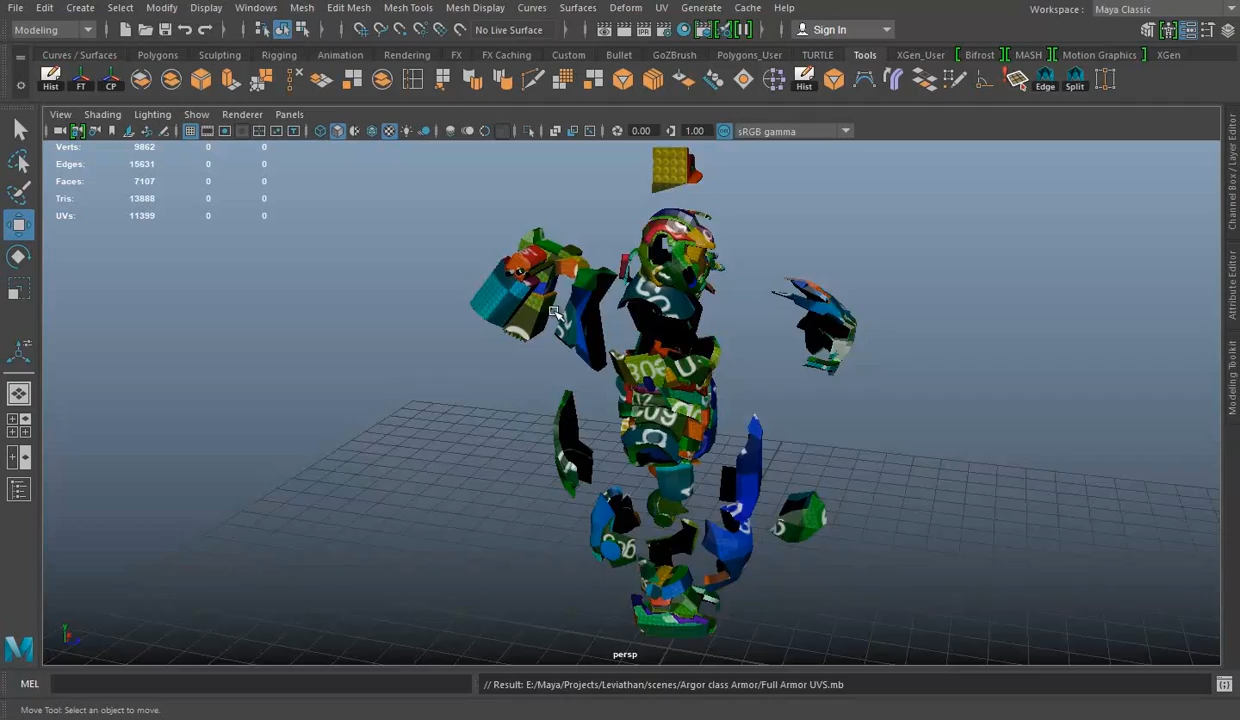 File Edit Create Select Modify Display Windows Mesh Edit Mesh Mesh Tools Mesh Display Curves Surfaces Deform UV Generate Cache Help Workspace : Maya Classic
Modeling No Live Surface Sign In
Curves / Surfaces Polygons Sculpting Rigging Animation Rendering FX FX Caching Custom Bullet GoZBrush Polygons_User TURTLE Tools XGen_User Bifrost MASH Motion Graphics XGen
Hist FT CP Hist Edge Split
View Shading Lighting Show Renderer Panels
IPR 0.00 1.00 sRGB gamma
Verts: 9862 0 0
Edges: 15631 0 0
Faces: 7107 0 0
Tris: 13888 0 0
UVs: 11399 0 0
Channel Box / Layer Editor
Attribute Editor
Modeling Toolkit
persp
MEL // Result: E:/Maya/Projects/Leviathan/scenes/Argor class Armor/Full Armor UVS.mb
Move Tool: Select an object to move.